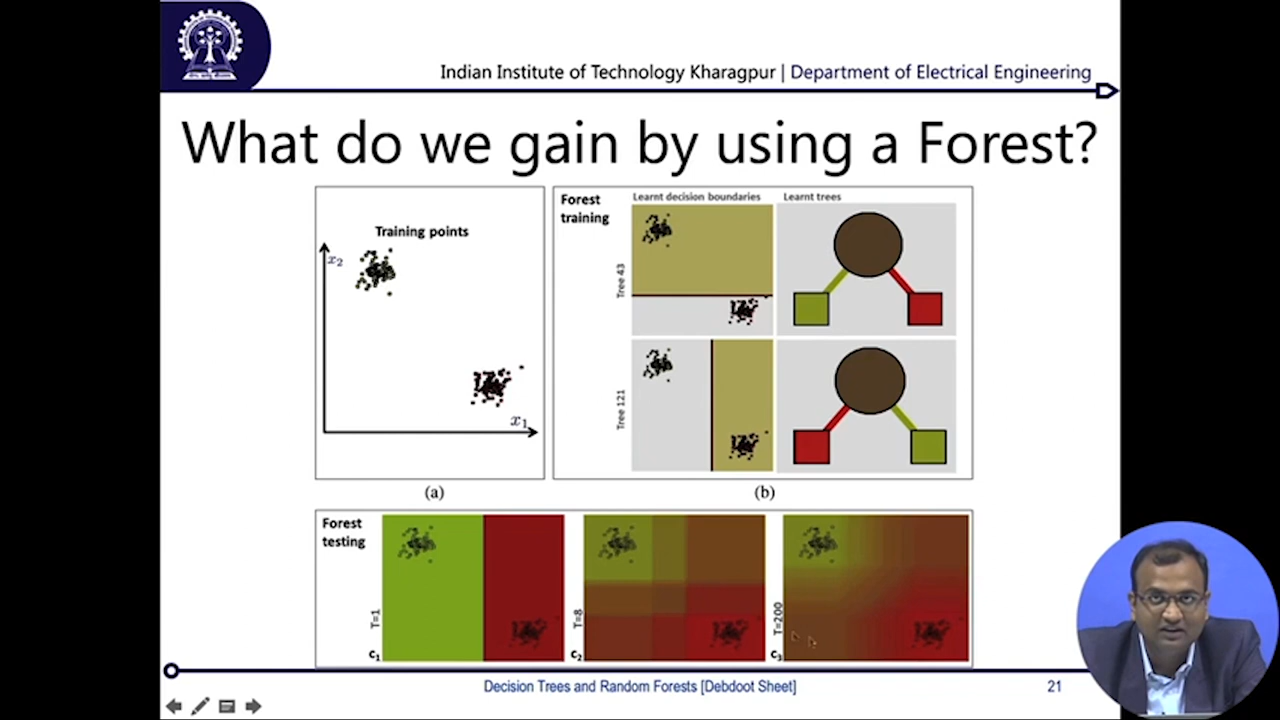 Indian Institute of Technology Kharagpur | Department of Electrical Engineering
What do we gain by using a Forest?
Training points
x₂
x₁
(a)
Forest training
Learnt decision boundaries
Learnt trees
Tree 43
Tree 121
(b)
Forest testing
T=1
c₁
T=8
c₂
T=200
c₃
Decision Trees and Random Forests [Debdoot Sheet]
21